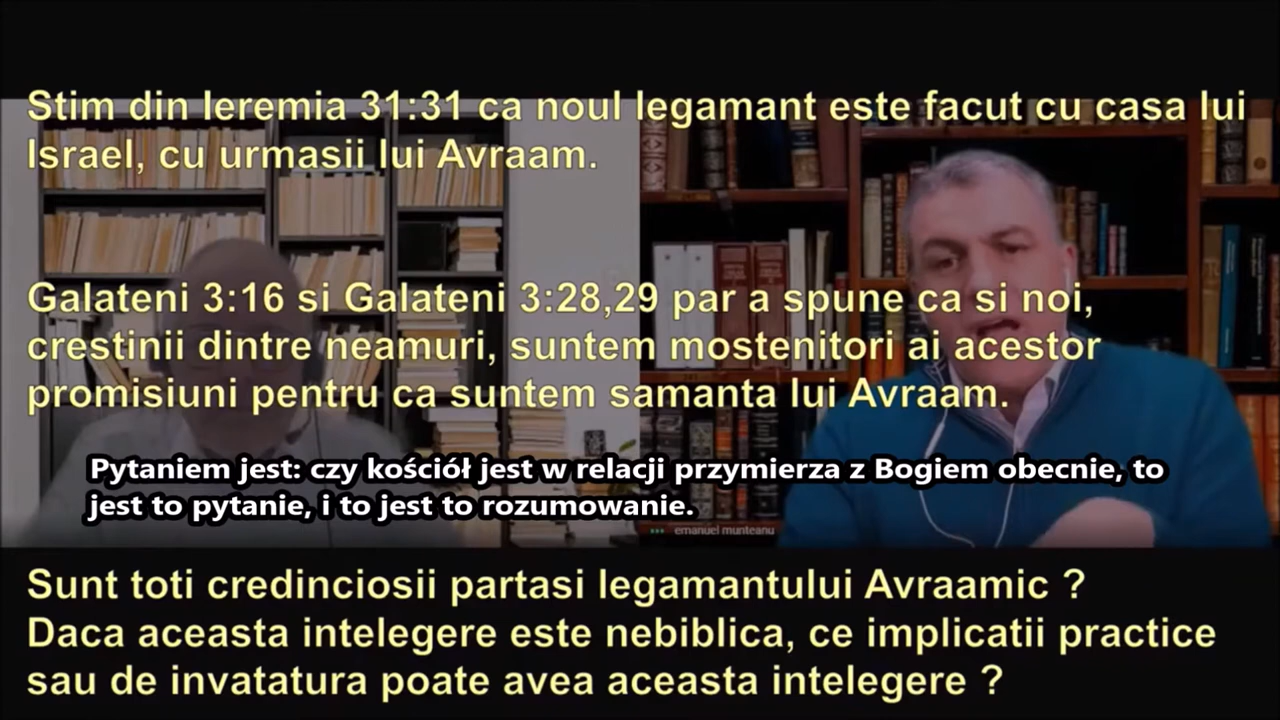 Stim din Ieremia 31:31 ca noul legamant este facut cu casa lui
Israel, cu urmasii lui Avraam.
Galateni 3:16 si Galateni 3:28,29 par a spune ca si noi,
crestinii dintre neamuri, suntem mostenitori ai acestor
promisiuni pentru ca suntem samanta lui Avraam.
Pytaniem jest: czy kościół jest w relacji przymierza z Bogiem obecnie, to
jest to pytanie, i to jest to rozumowanie.
emanuel munteanu
Sunt toti credinciosii partasi legamantului Avraamic ?
Daca aceasta intelegere este nebiblica, ce implicatii practice
sau de invatatura poate avea aceasta intelegere ?